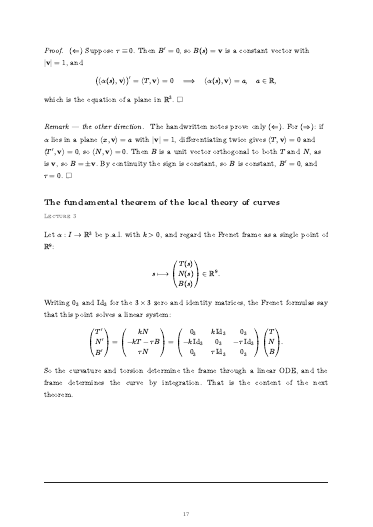 Proof. (⇐) Suppose τ ≡ 0. Then B′ = 0, so B(s) = v is a constant vector with
|v| = 1, and
(⟨α(s), v⟩)′ = ⟨T, v⟩ = 0 ⟹ ⟨α(s), v⟩ = a, a ∈ ℝ,
which is the equation of a plane in ℝ³. □
Remark — the other direction. The handwritten notes prove only (⇐). For (⇒): if
α lies in a plane ⟨x, v⟩ = a with |v| = 1, differentiating twice gives ⟨T, v⟩ = 0 and
⟨T′, v⟩ = 0, so ⟨N, v⟩ = 0. Then B is a unit vector orthogonal to both T and N, as
is v, so B = ±v. By continuity the sign is constant, so B is constant, B′ = 0, and
τ = 0. □
The fundamental theorem of the local theory of curves
LECTURE 3
Let α : I → ℝ³ be p.a.l. with k > 0, and regard the Frenet frame as a single point of
ℝ⁹:
s ⟼ (T(s) N(s) B(s)) ∈ ℝ⁹.
Writing 0₃ and Id₃ for the 3 × 3 zero and identity matrices, the Frenet formulas say
that this point solves a linear system:
(T′ N′ B′) = (kN −kT − τB τN) = (0₃ k Id₃ 0₃ −k Id₃ 0₃ −τ Id₃ 0₃ τ Id₃ 0₃) (T N B).
So the curvature and torsion determine the frame through a linear ODE, and the
frame determines the curve by integration. That is the content of the next
theorem.
17